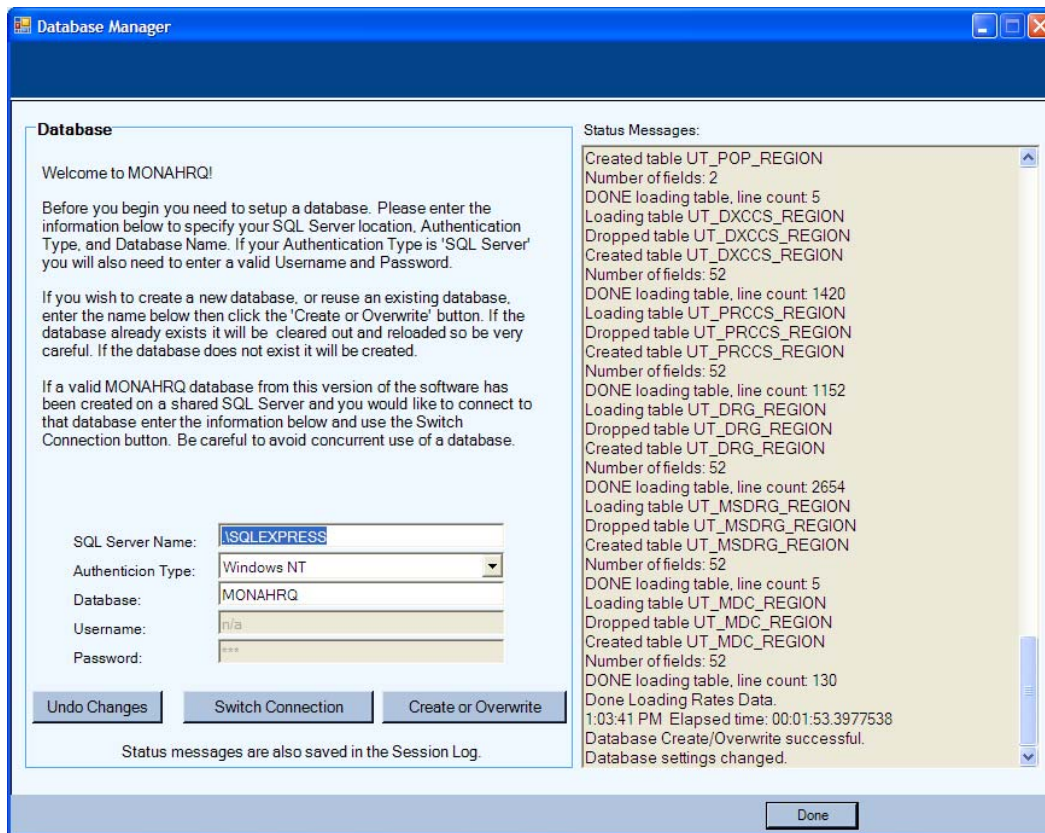 Database Manager
Database
Welcome to MONAHRQ!
Before you begin you need to setup a database. Please enter the
information below to specify your SQL Server location, Authentication
Type, and Database Name. If your Authentication Type is 'SQL Server'
you will also need to enter a valid Username and Password.
If you wish to create a new database, or reuse an existing database,
enter the name below then click the 'Create or Overwrite' button. If the
database already exists it will be cleared out and reloaded so be very
careful. If the database does not exist it will be created.
If a valid MONAHRQ database from this version of the software has
been created on a shared SQL Server and you would like to connect to
that database enter the information below and use the Switch
Connection button. Be careful to avoid concurrent use of a database.
SQL Server Name: .\SQLEXPRESS
Authenticion Type: Windows NT
Database: MONAHRQ
Username: n/a
Password: ***
Undo Changes Switch Connection Create or Overwrite
Status messages are also saved in the Session Log.
Status Messages:
Created table UT_POP_REGION
Number of fields: 2
DONE loading table, line count: 5
Loading table UT_DXCCS_REGION
Dropped table UT_DXCCS_REGION
Created table UT_DXCCS_REGION
Number of fields: 52
DONE loading table, line count: 1420
Loading table UT_PRCCS_REGION
Dropped table UT_PRCCS_REGION
Created table UT_PRCCS_REGION
Number of fields: 52
DONE loading table, line count: 1152
Loading table UT_DRG_REGION
Dropped table UT_DRG_REGION
Created table UT_DRG_REGION
Number of fields: 52
DONE loading table, line count: 2654
Loading table UT_MSDRG_REGION
Dropped table UT_MSDRG_REGION
Created table UT_MSDRG_REGION
Number of fields: 52
DONE loading table, line count: 5
Loading table UT_MDC_REGION
Dropped table UT_MDC_REGION
Created table UT_MDC_REGION
Number of fields: 52
DONE loading table, line count: 130
Done Loading Rates Data.
1:03:41 PM Elapsed time: 00:01:53.3977538
Database Create/Overwrite successful.
Database settings changed.
Done